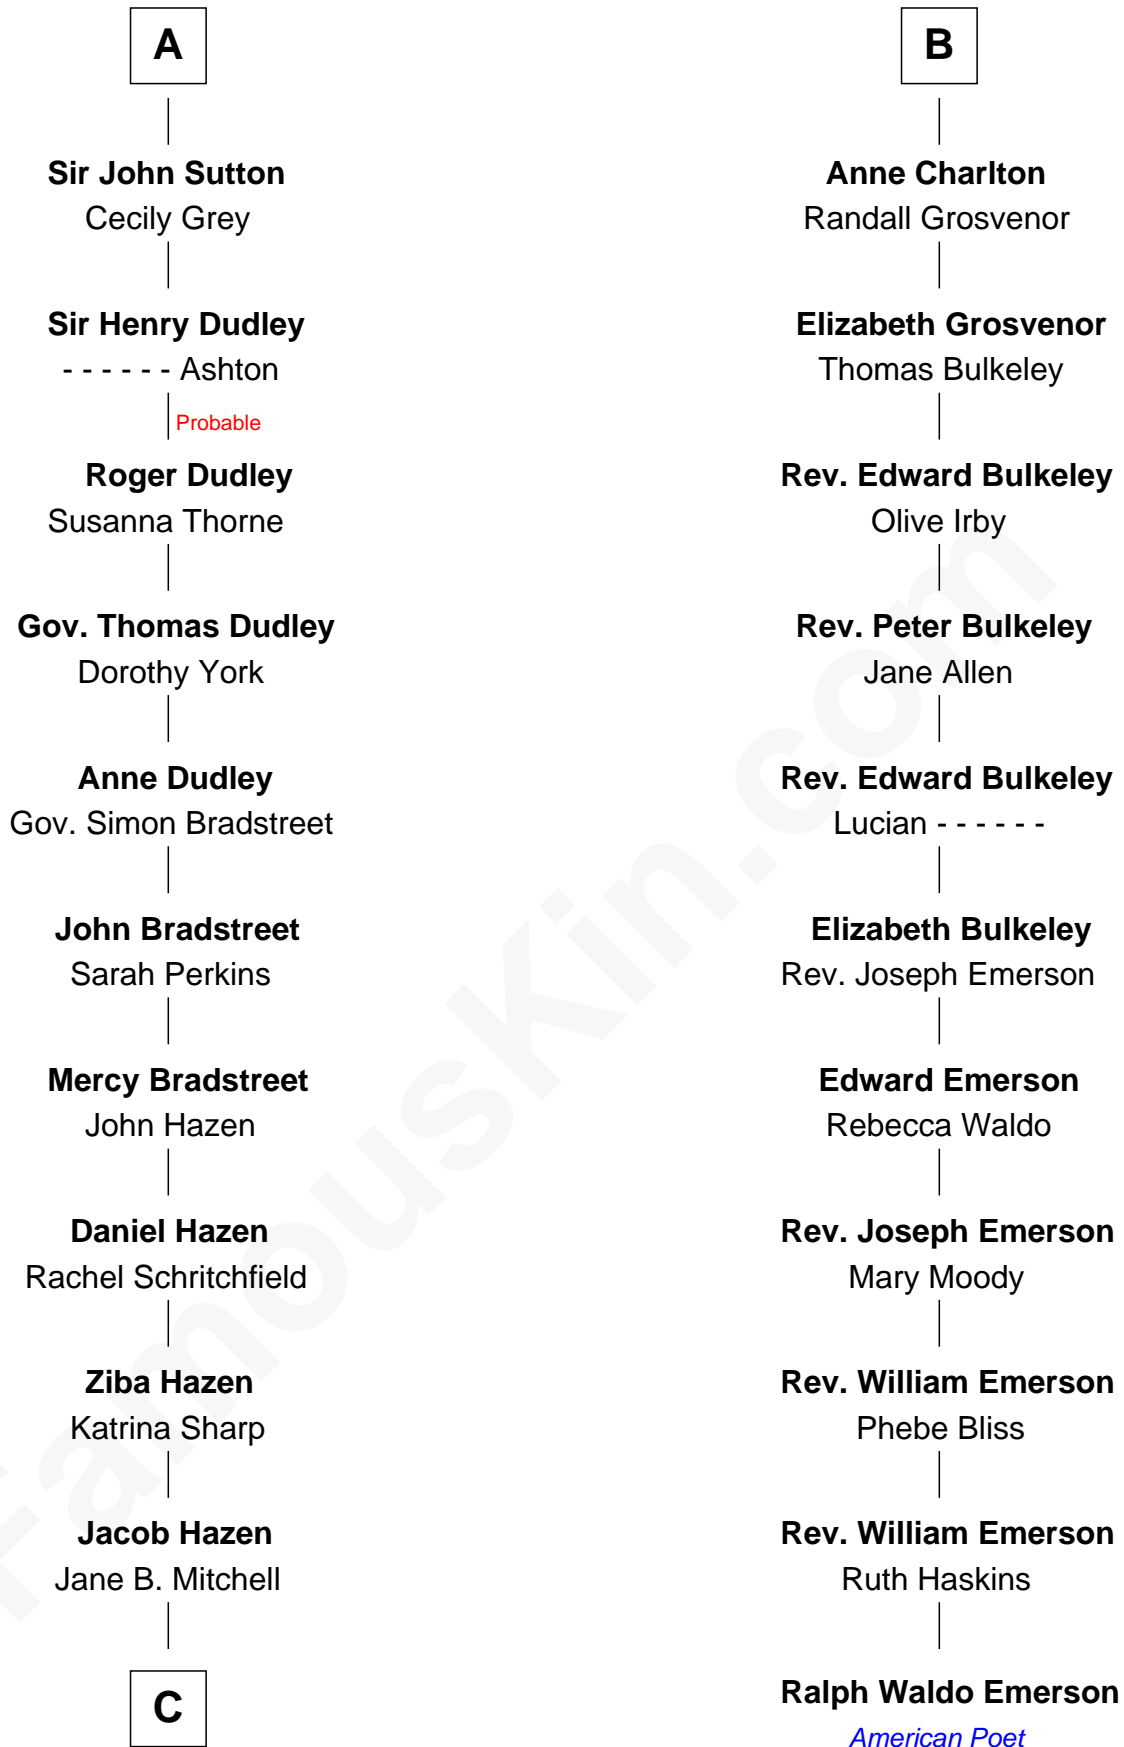 A
Sir John Sutton
Cecily Grey
Sir Henry Dudley
- - - - - - Ashton
Probable
Roger Dudley
Susanna Thorne
Gov. Thomas Dudley
Dorothy York
Anne Dudley
Gov. Simon Bradstreet
John Bradstreet
Sarah Perkins
Mercy Bradstreet
John Hazen
Daniel Hazen
Rachel Schritchfield
Ziba Hazen
Katrina Sharp
Jacob Hazen
Jane B. Mitchell
C
B
Anne Charlton
Randall Grosvenor
Elizabeth Grosvenor
Thomas Bulkeley
Rev. Edward Bulkeley
Olive Irby
Rev. Peter Bulkeley
Jane Allen
Rev. Edward Bulkeley
Lucian - - - - - -
Elizabeth Bulkeley
Rev. Joseph Emerson
Edward Emerson
Rebecca Waldo
Rev. Joseph Emerson
Mary Moody
Rev. William Emerson
Phebe Bliss
Rev. William Emerson
Ruth Haskins
Ralph Waldo Emerson
American Poet
FamousKin.com